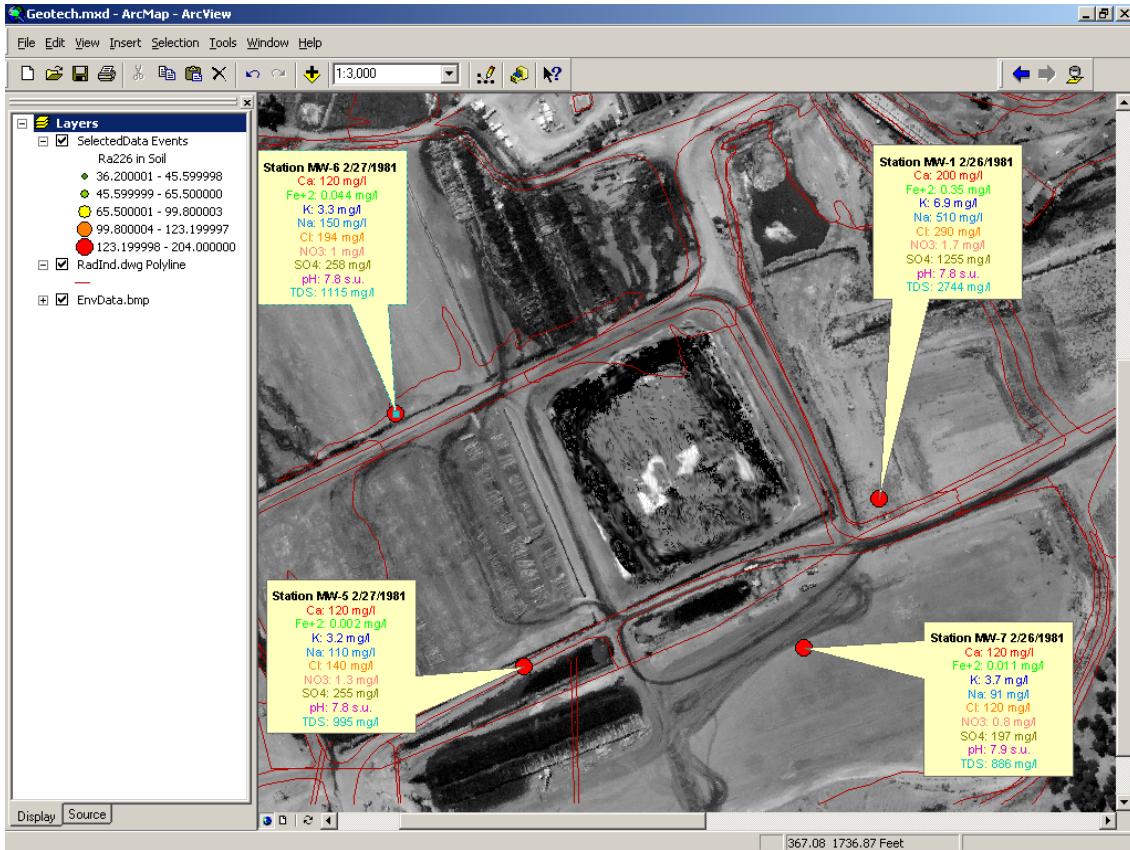 Geotech.mxd - ArcMap - ArcView
File Edit View Insert Selection Tools Window Help
1:3,000
Layers
SelectedData Events
Ra226 in Soil
36.200001 - 45.599998
45.599999 - 65.500000
65.500001 - 99.800003
99.800004 - 123.199997
123.199998 - 204.000000
RadInd.dwg Polyline
EnvData.bmp
Station MW-6 2/27/1981
Ca: 120 mg/l
Fe+2: 0.044 mg/l
K: 3.3 mg/l
Na: 150 mg/l
Cl: 194 mg/l
NO3: 1 mg/l
SO4: 258 mg/l
pH: 7.8 s.u.
TDS: 1115 mg/l
Station MW-1 2/26/1981
Ca: 200 mg/l
Fe+2: 0.35 mg/l
K: 6.9 mg/l
Na: 510 mg/l
Cl: 290 mg/l
NO3: 1.7 mg/l
SO4: 1255 mg/l
pH: 7.8 s.u.
TDS: 2744 mg/l
Station MW-5 2/27/1981
Ca: 120 mg/l
Fe+2: 0.002 mg/l
K: 3.2 mg/l
Na: 110 mg/l
Cl: 140 mg/l
NO3: 1.3 mg/l
SO4: 255 mg/l
pH: 7.8 s.u.
TDS: 995 mg/l
Station MW-7 2/26/1981
Ca: 120 mg/l
Fe+2: 0.011 mg/l
K: 3.7 mg/l
Na: 91 mg/l
Cl: 120 mg/l
NO3: 0.8 mg/l
SO4: 197 mg/l
pH: 7.9 s.u.
TDS: 886 mg/l
Display Source
367.08 1736.87 Feet